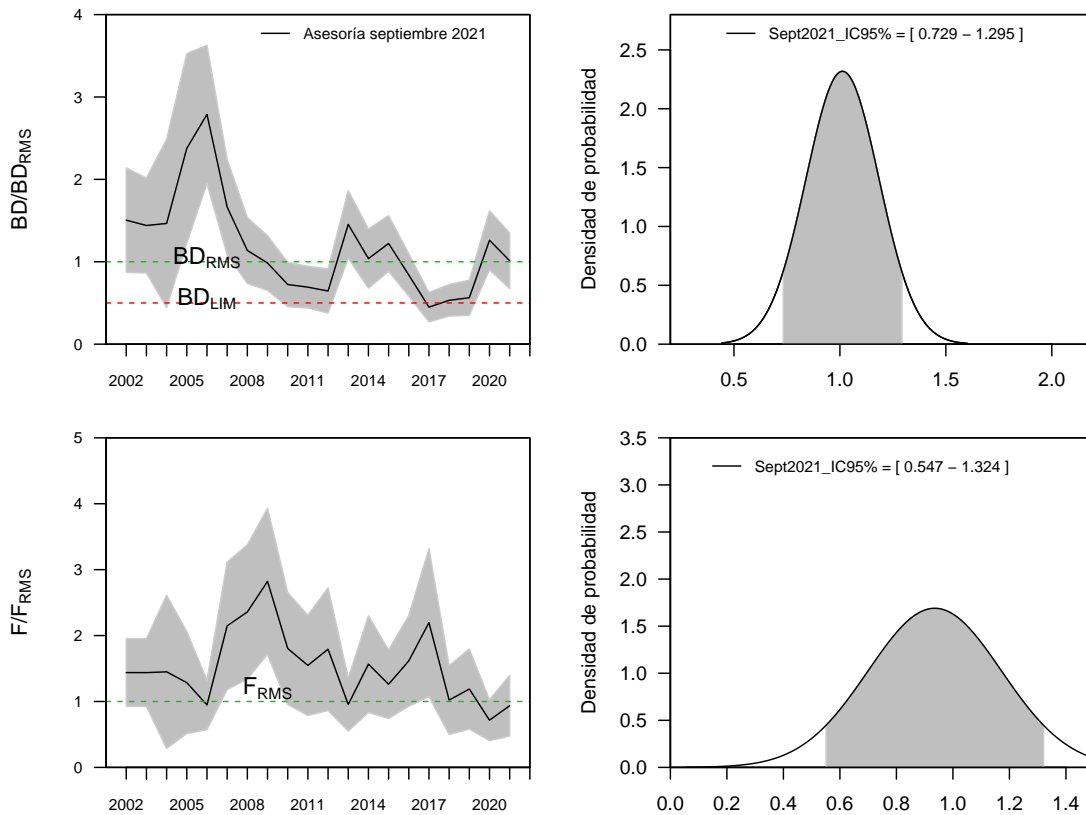 BD/BD_RMS
4
3
2
1
0
Asesoría septiembre 2021
BD_RMS
BD_LIM
2002 2005 2008 2011 2014 2017 2020
Densidad de probabilidad
2.5
2.0
1.5
1.0
0.5
0.0
Sept2021_IC95% = [ 0.729 − 1.295 ]
0.5 1.0 1.5 2.0
F/F_RMS
5
4
3
2
1
0
F_RMS
2002 2005 2008 2011 2014 2017 2020
Densidad de probabilidad
3.5
3.0
2.5
2.0
1.5
1.0
0.5
0.0
Sept2021_IC95% = [ 0.547 − 1.324 ]
0.0 0.2 0.4 0.6 0.8 1.0 1.2 1.4